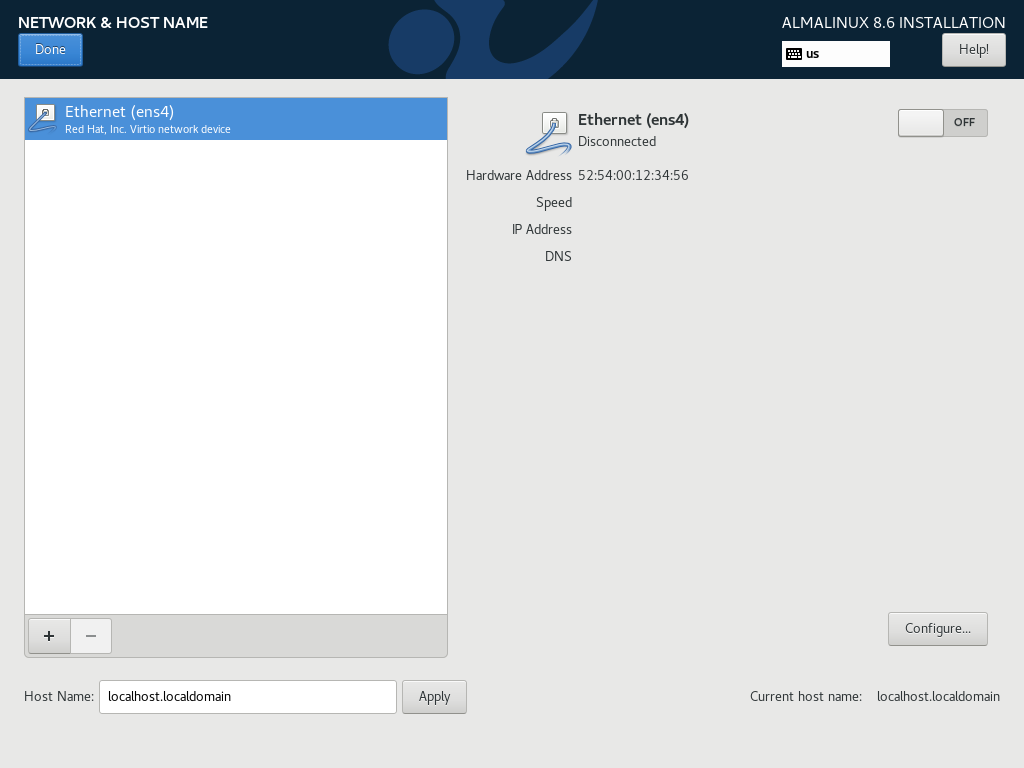 NETWORK & HOST NAME
ALMALINUX 8.6 INSTALLATION
Done
us
Help!
Ethernet (ens4)
Red Hat, Inc. Virtio network device
Ethernet (ens4)
Disconnected
OFF
Hardware Address 52:54:00:12:34:56
Speed
IP Address
DNS
+ −
Configure...
Host Name: localhost.localdomain Apply
Current host name: localhost.localdomain